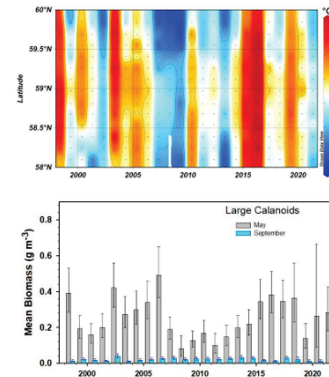 °C
60°N
59.5°N
59°N
58.5°N
58°N
Latitude
2000
2005
2010
2015
2020
Large Calanoids
May
September
Mean Biomass (g m⁻³)
0.8
0.6
0.4
0.2
0.0
2000
2005
2010
2015
2020